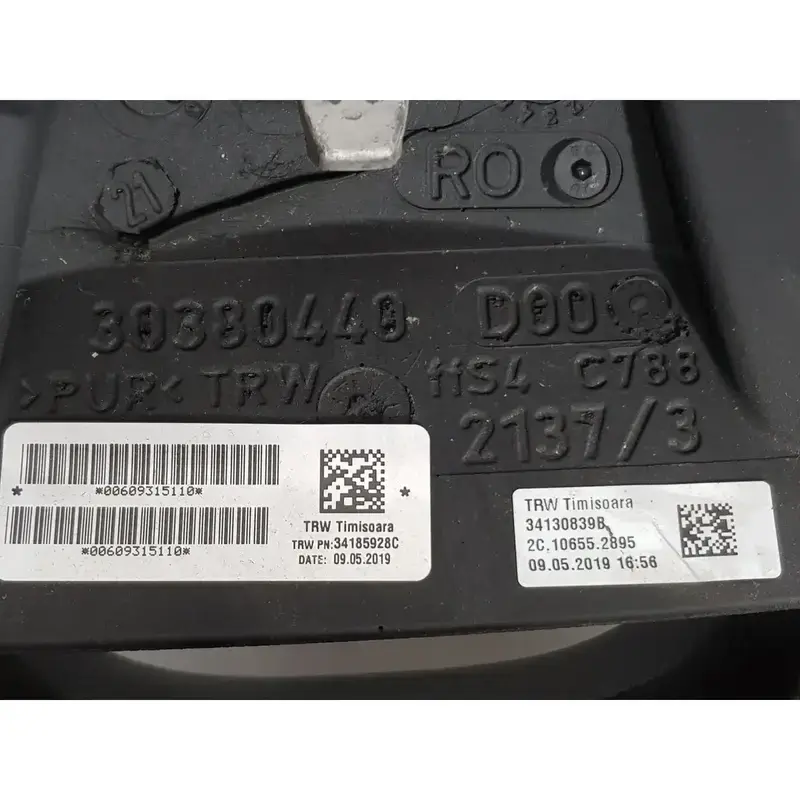 21
RO
30380440 D00
>PUR< TRW 11S4 C788
2137/3
*00609315110*
*00609315110*
TRW Timisoara
TRW PN:34185928C
DATE: 09.05.2019
TRW Timisoara
34130839B
2C,10655.2895
09.05.2019 16:56